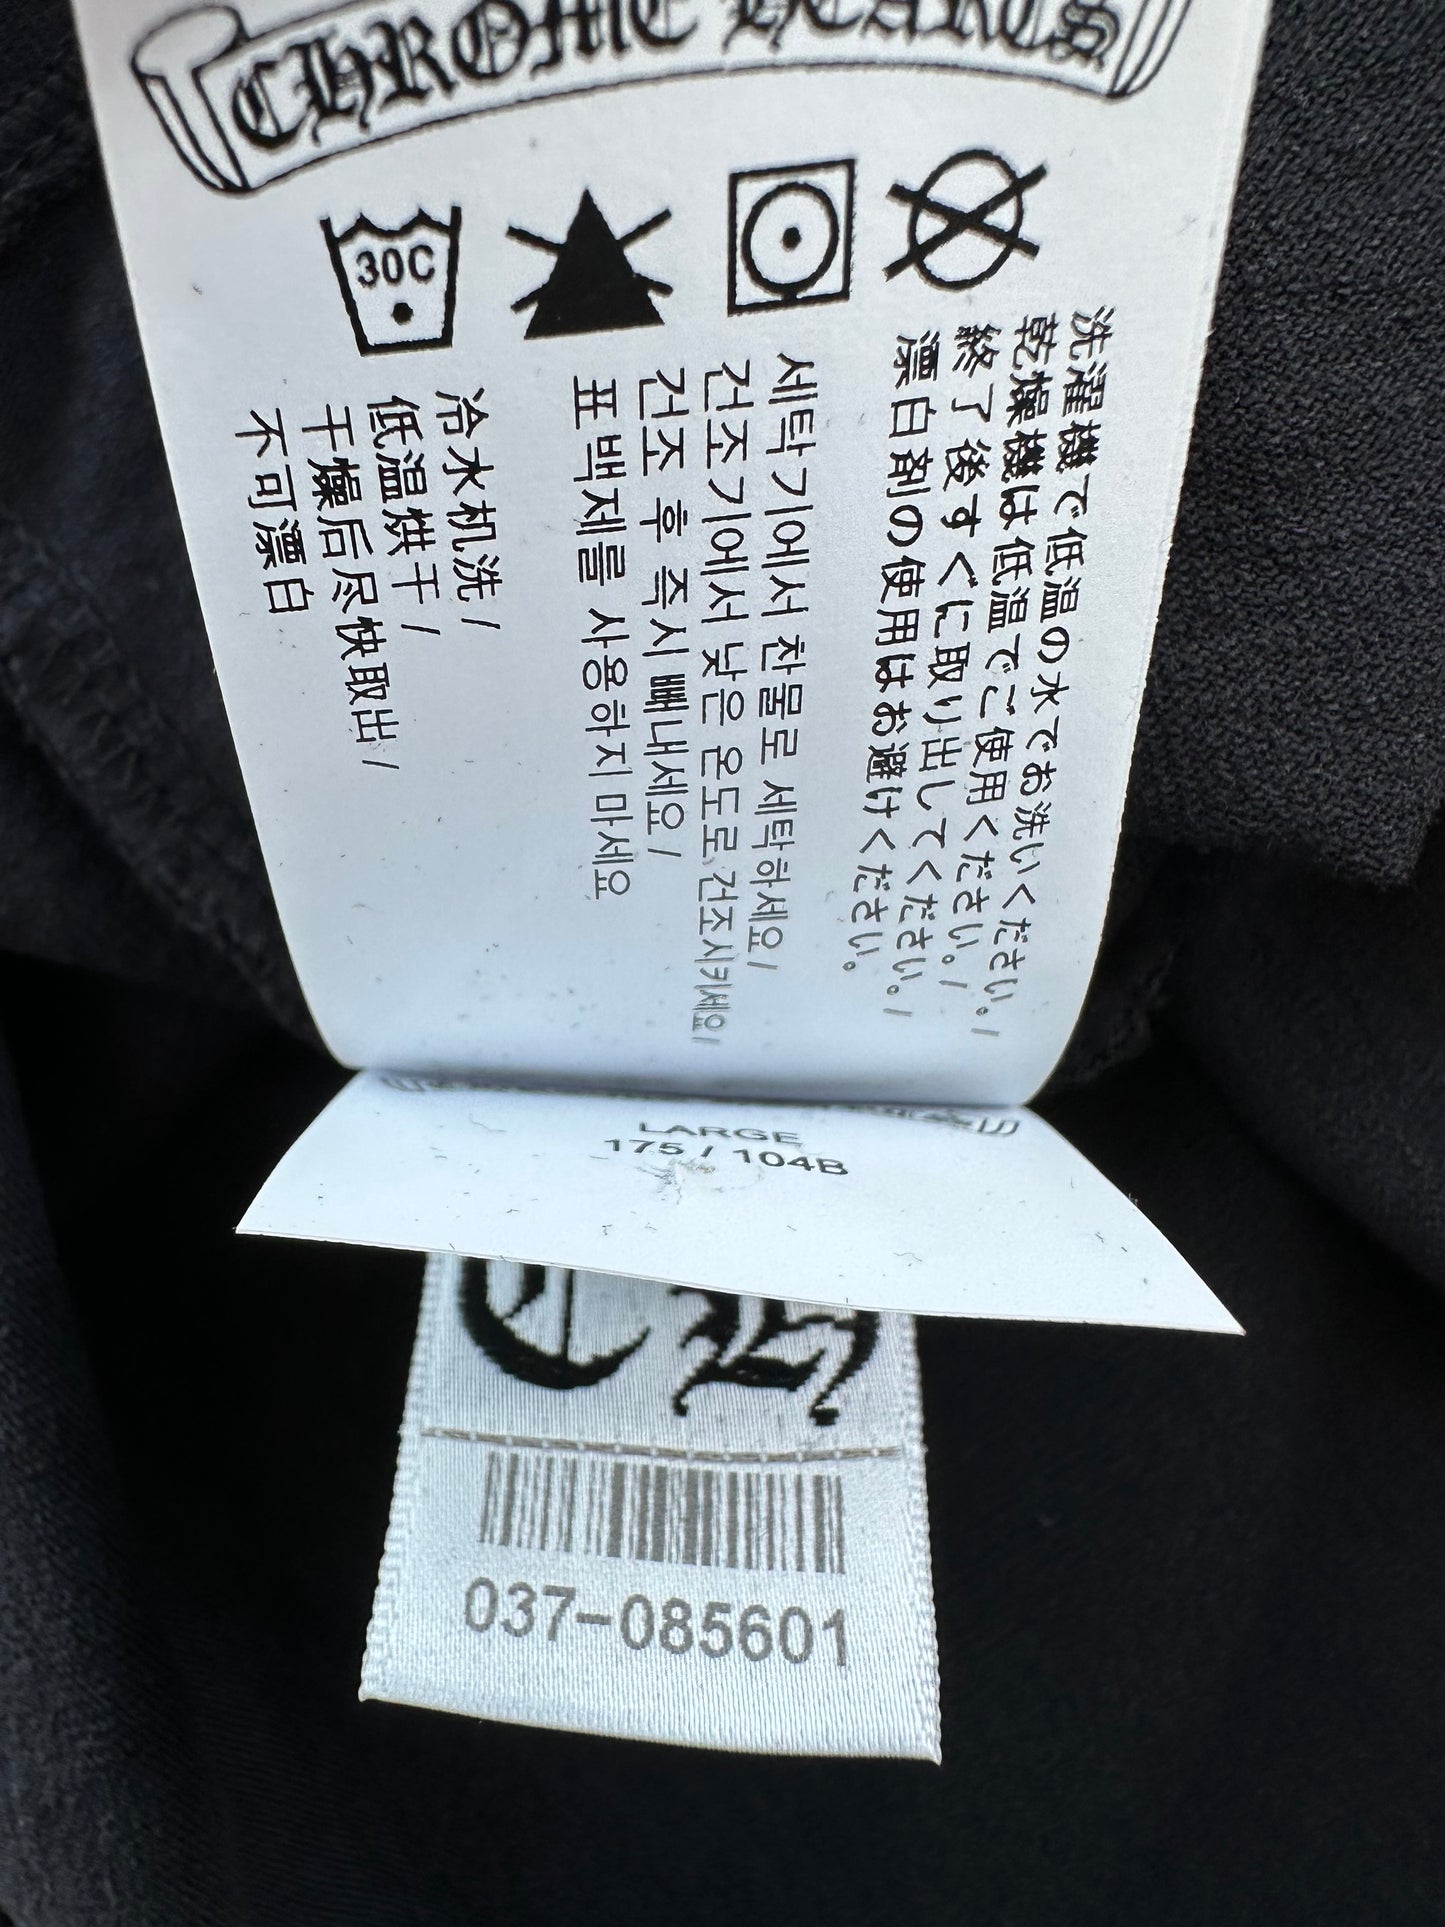 CHROME HEARTS
30C
洗濯機で低温の水でお洗いください。/
乾燥機は低温でご使用ください。/
終了後すぐに取り出してください。/
漂白剤の使用はお避けください。
세탁기에서 찬물로 세탁하세요/
건조기에서 낮은 온도로 건조시키세요/
건조 후 즉시 빼내세요/
표백제를 사용하지 마세요
冷水机洗/
低温烘干/
干燥后尽快取出/
不可漂白
LARGE
175 / 104B
CH
037-085601